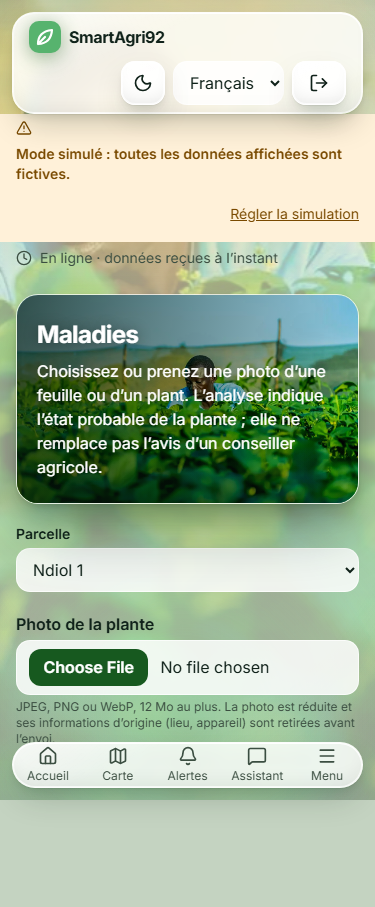 SmartAgri92
Français
Mode simulé : toutes les données affichées sont
fictives.
Régler la simulation
En ligne · données reçues à l’instant
Maladies
Choisissez ou prenez une photo d’une
feuille ou d’un plant. L’analyse indique
l’état probable de la plante ; elle ne
remplace pas l’avis d’un conseiller
agricole.
Parcelle
Ndiol 1
Photo de la plante
Choose File No file chosen
JPEG, PNG ou WebP, 12 Mo au plus. La photo est réduite et
ses informations d’origine (lieu, appareil) sont retirées avant
l’envoi.
Accueil Carte Alertes Assistant Menu